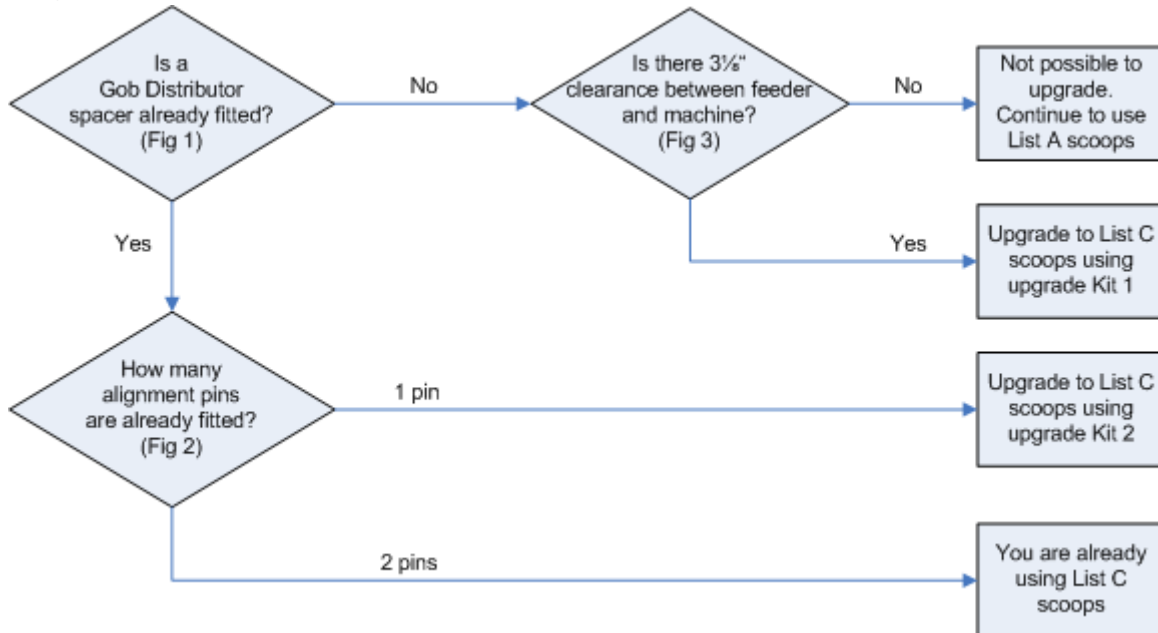 Is a
Gob Distributor
spacer already fitted?
(Fig 1)
No
Is there 3⅛"
clearance between feeder
and machine?
(Fig 3)
No
Not possible to
upgrade.
Continue to use
List A scoops
Yes
Yes
Upgrade to List C
scoops using
upgrade Kit 1
How many
alignment pins
are already fitted?
(Fig 2)
1 pin
Upgrade to List C
scoops using
upgrade Kit 2
2 pins
You are already
using List C
scoops